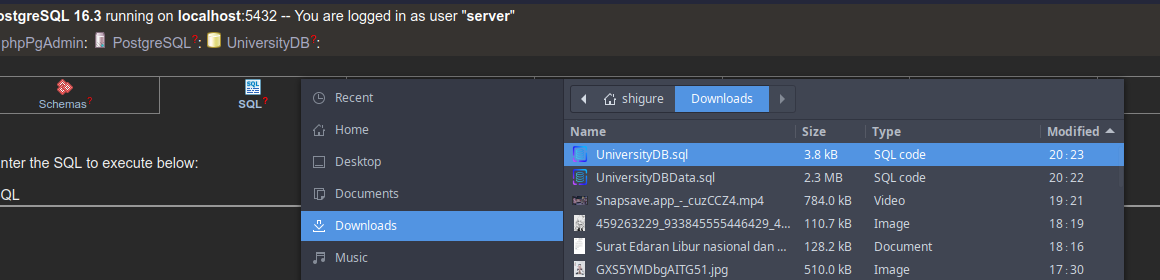 ostgreSQL 16.3 running on localhost:5432 -- You are logged in as user "server"
phpPgAdmin: PostgreSQL?: UniversityDB?:
Schemas?
SQL
SQL?
nter the SQL to execute below:
QL
Recent
Home
Desktop
Documents
Downloads
Music
shigure Downloads
Name Size Type Modified
UniversityDB.sql 3.8 kB SQL code 20:23
UniversityDBData.sql 2.3 MB SQL code 20:22
Snapsave.app_-_cuzCCZ4.mp4 784.0 kB Video 19:21
459263229_933845555446429_4... 110.7 kB Image 18:19
Surat Edaran Libur nasional dan ... 128.2 kB Document 18:16
GXS5YMDbgAITG51.jpg 510.0 kB Image 17:30